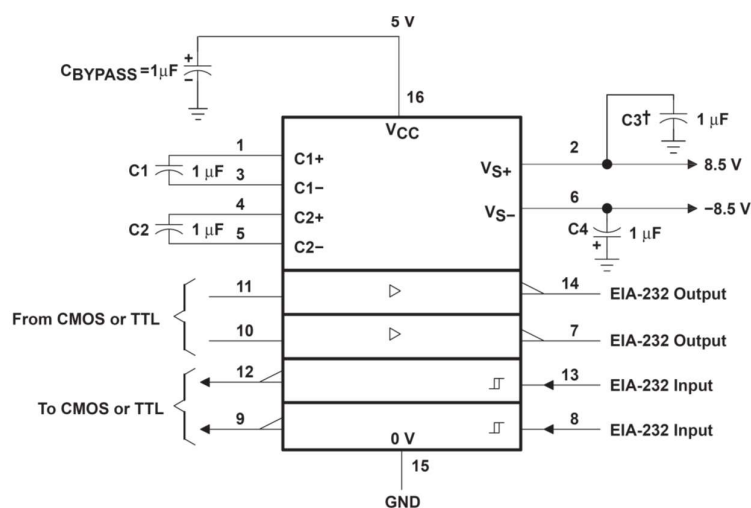 5 V
CBYPASS = 1 µF
+
−
16
VCC
C3†
1 µF
1
C1+
C1
1 µF
3
C1−
2
VS+
8.5 V
4
C2+
C2
1 µF
5
C2−
6
VS−
−8.5 V
C4
1 µF
+
From CMOS or TTL
11
14
EIA-232 Output
10
7
EIA-232 Output
To CMOS or TTL
12
13
EIA-232 Input
9
8
EIA-232 Input
0 V
15
GND